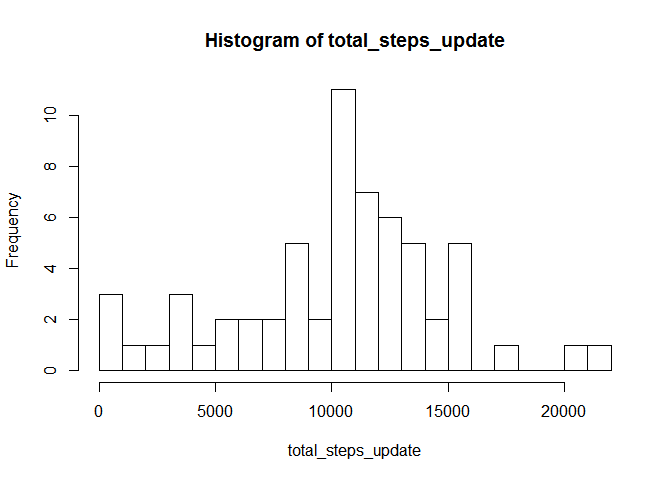 Histogram of total_steps_update
Frequency
10
8
6
4
2
0
0 5000 10000 15000 20000
total_steps_update